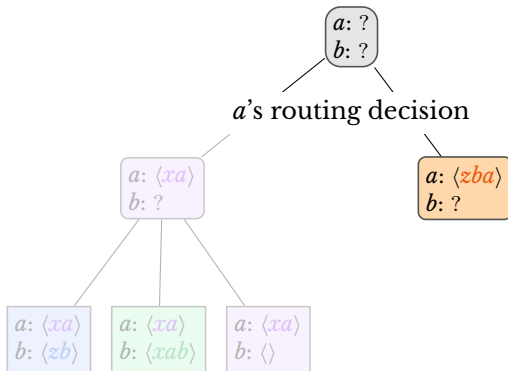 a: ?
b: ?
a's routing decision
a: ⟨xa⟩
b: ?
a: ⟨zba⟩
b: ?
a: ⟨xa⟩
b: ⟨zb⟩
a: ⟨xa⟩
b: ⟨xab⟩
a: ⟨xa⟩
b: ⟨⟩